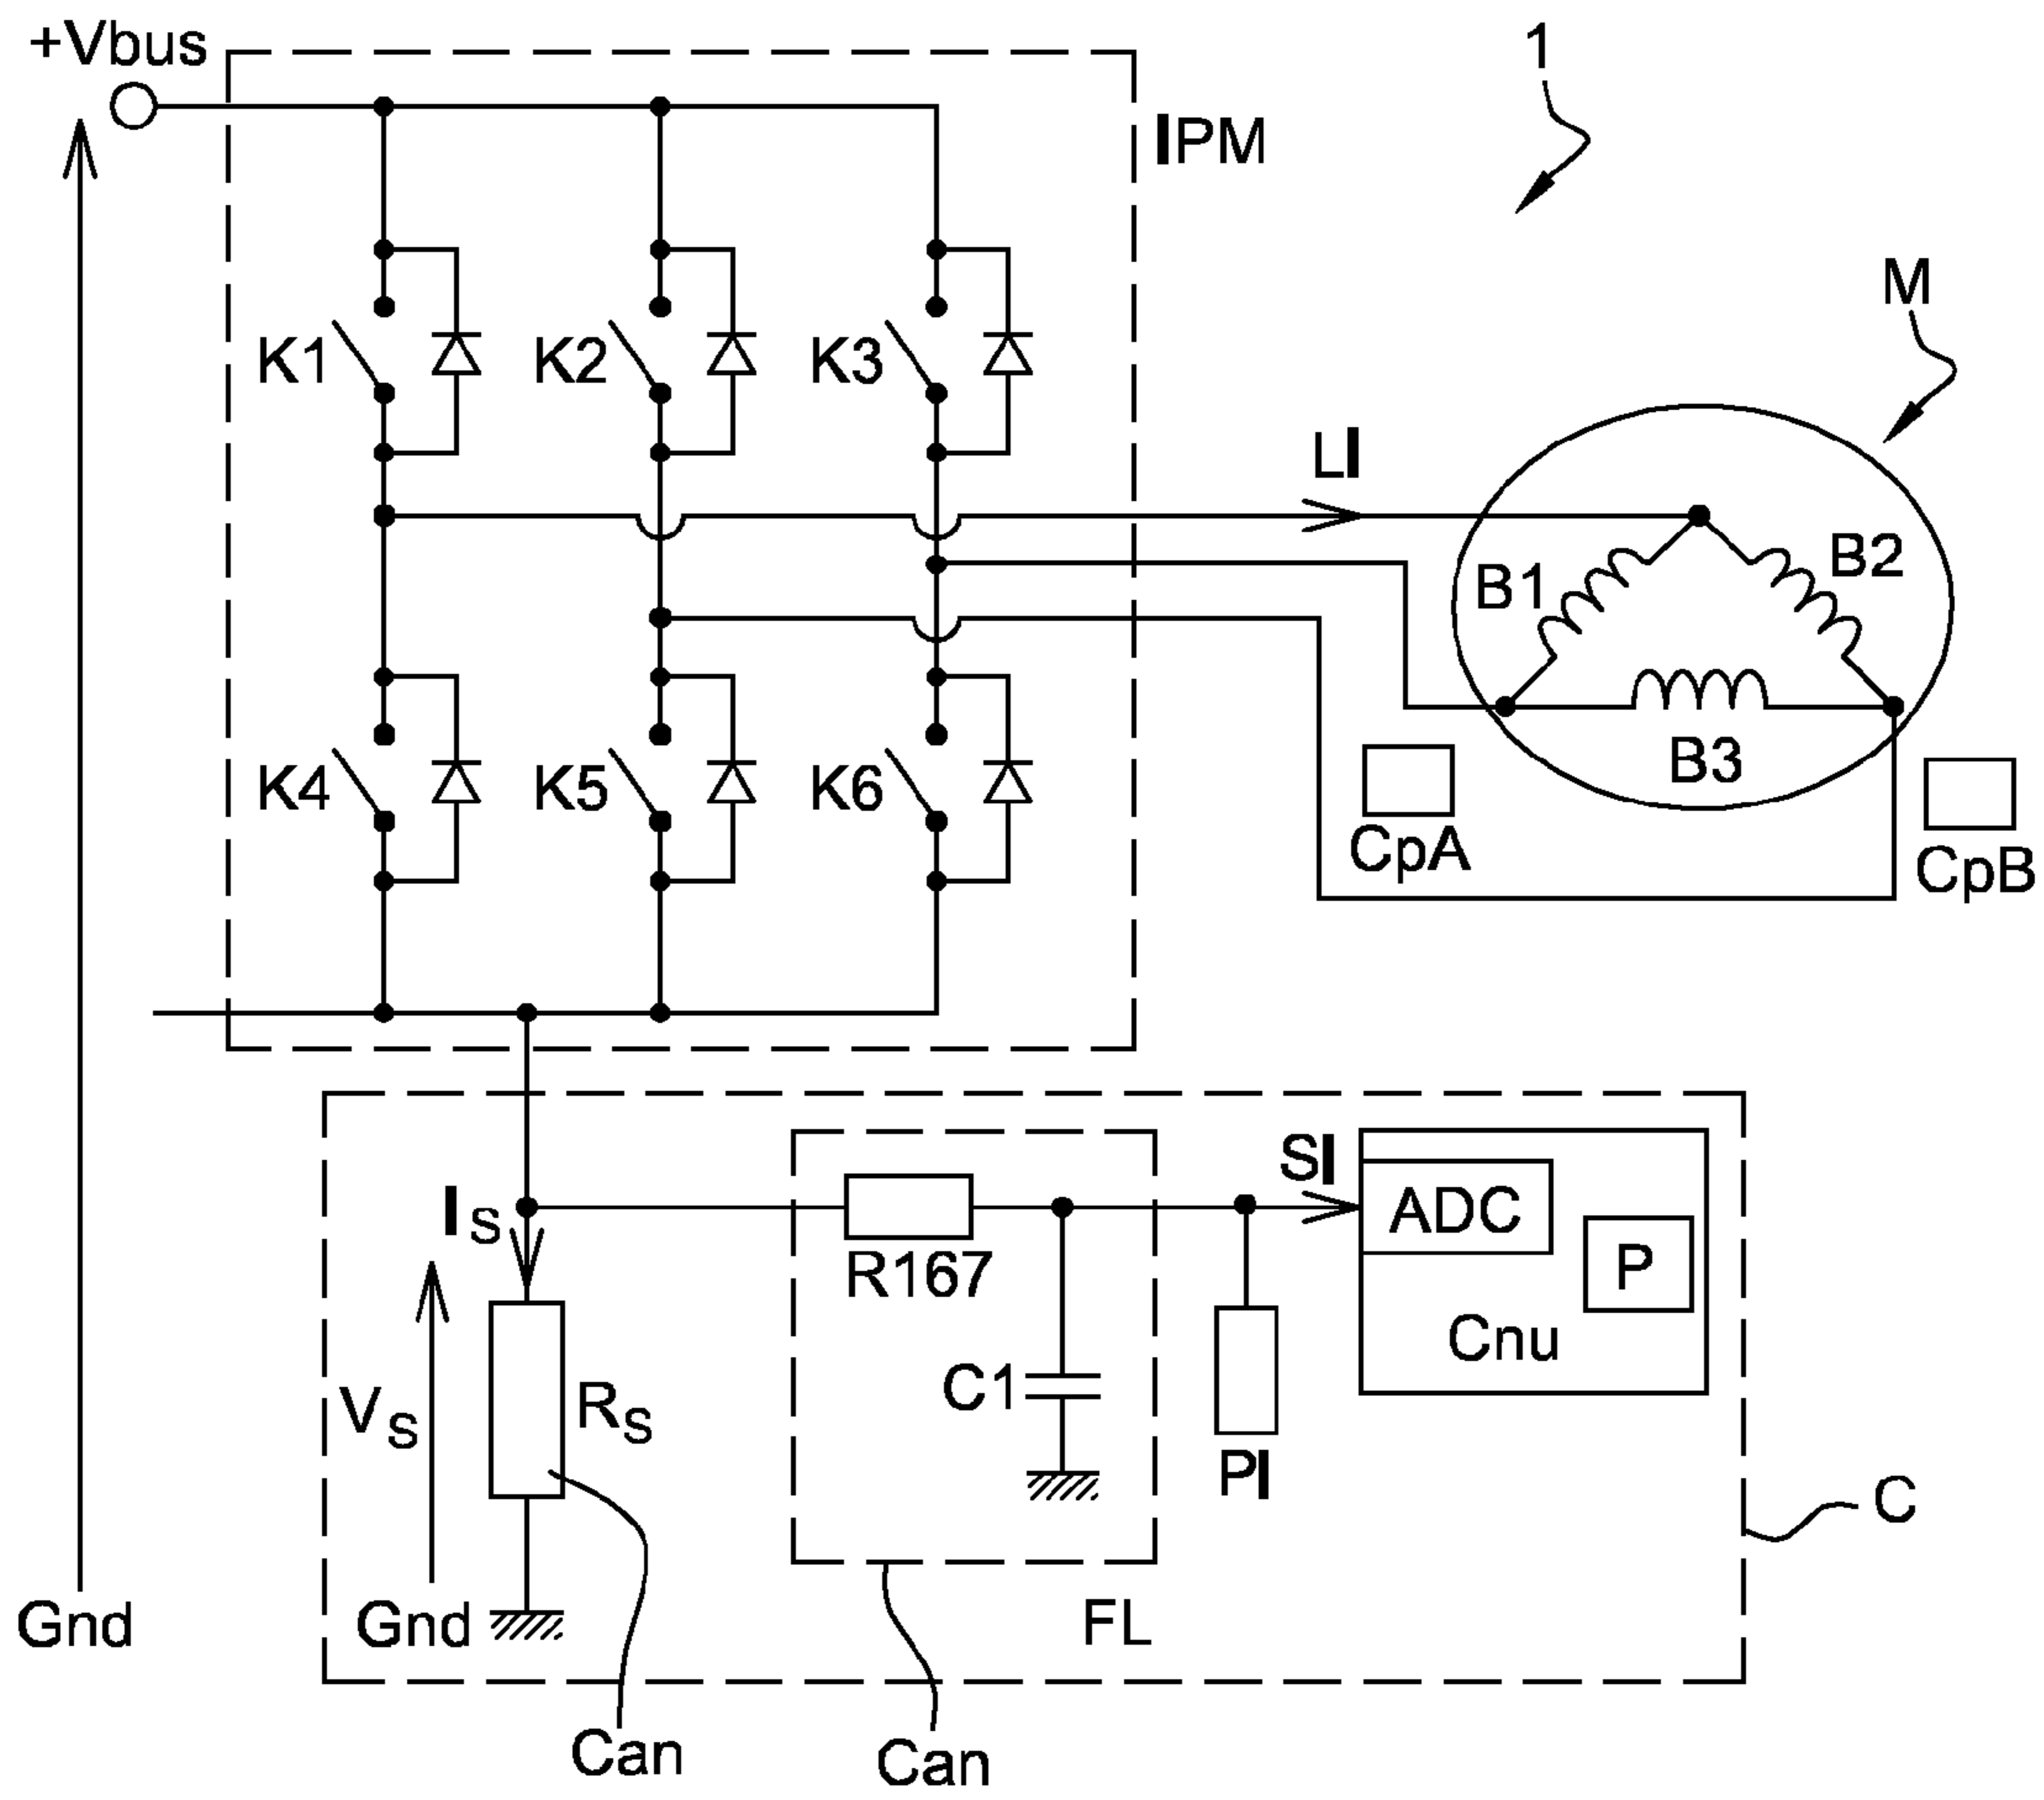 +Vbus
1
IPM
M
K1
K2
K3
LI
B1
B2
B3
K4
K5
K6
CpA
CpB
IS
SI
ADC
P
R167
Cnu
C1
VS
RS
PI
C
Gnd
Gnd
FL
Can
Can